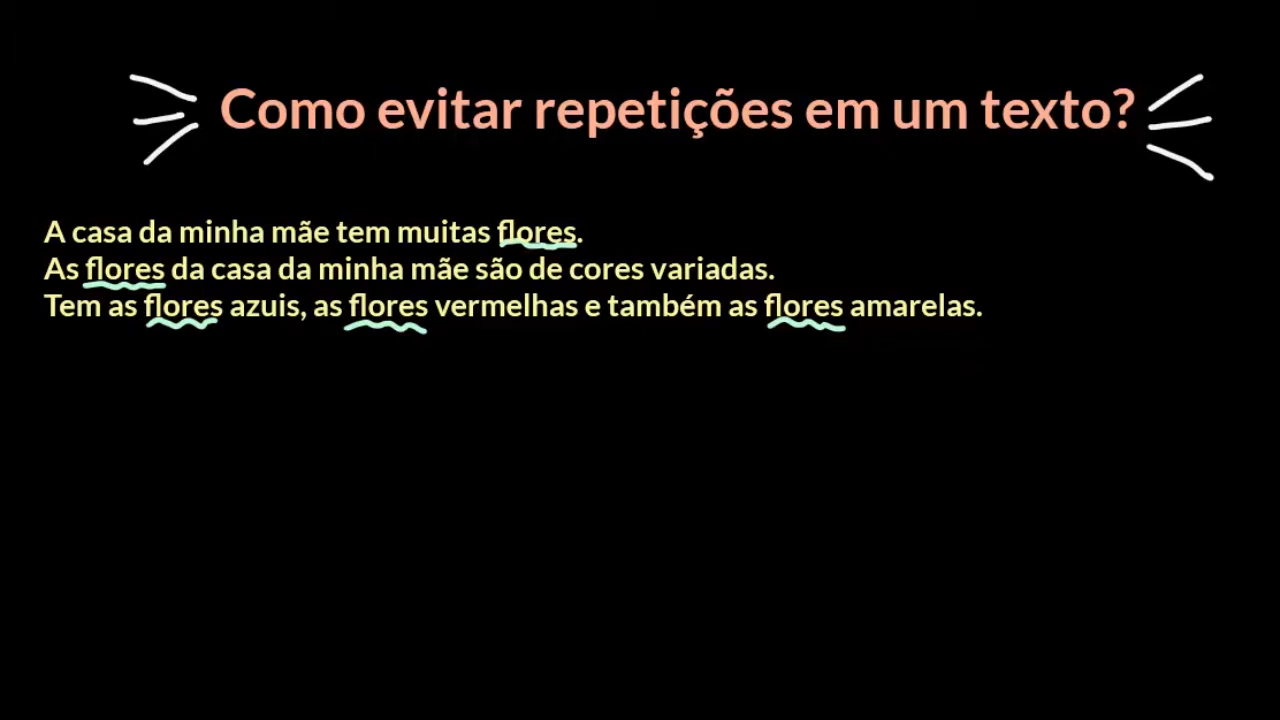 Como evitar repetições em um texto?
A casa da minha mãe tem muitas flores.
As flores da casa da minha mãe são de cores variadas.
Tem as flores azuis, as flores vermelhas e também as flores amarelas.